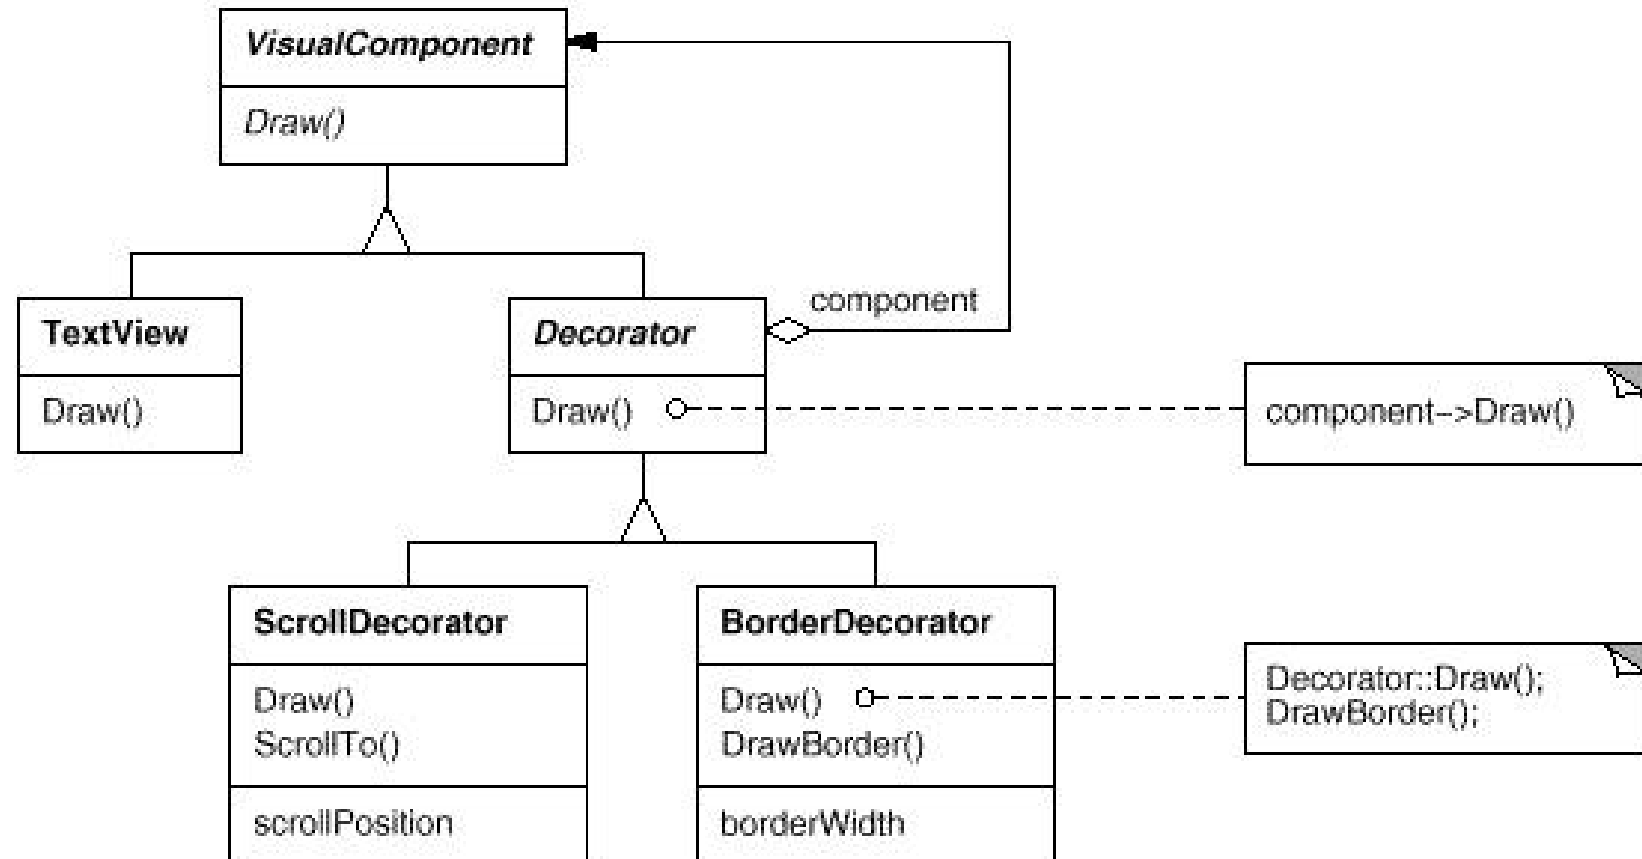 VisualComponent
Draw()
component
TextView
Draw()
Decorator
Draw()
component->Draw()
ScrollDecorator
Draw()
ScrollTo()
scrollPosition
BorderDecorator
Draw()
DrawBorder()
borderWidth
Decorator::Draw();
DrawBorder();